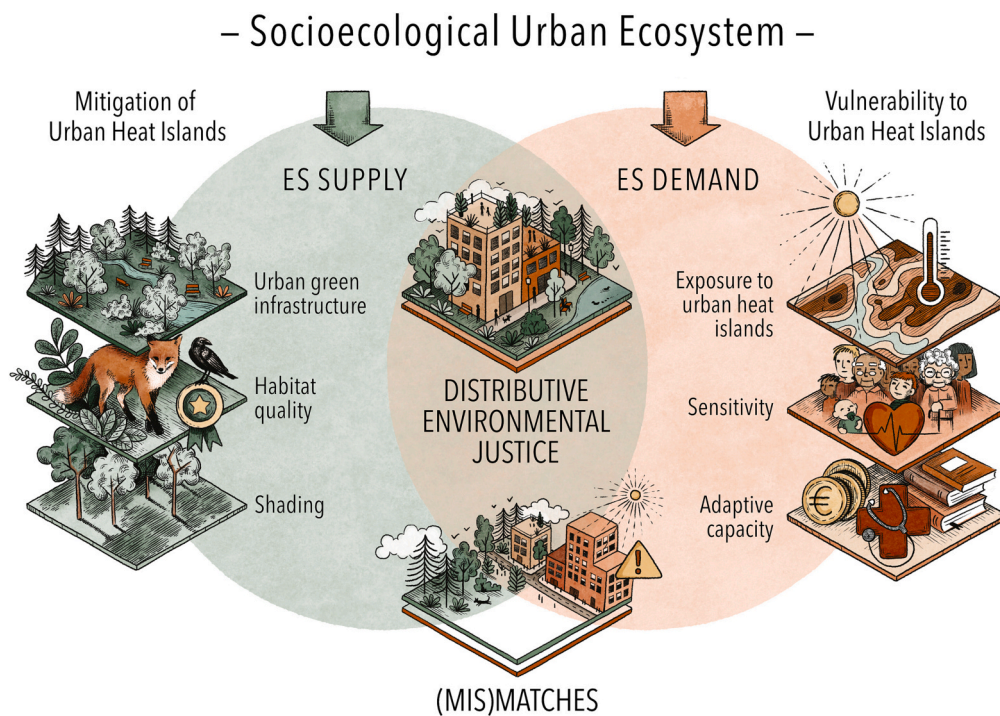 – Socioecological Urban Ecosystem –
Mitigation of
Urban Heat Islands
Vulnerability to
Urban Heat Islands
ES SUPPLY
ES DEMAND
Urban green
infrastructure
Exposure to
urban heat
islands
Habitat
quality
DISTRIBUTIVE
ENVIRONMENTAL
JUSTICE
Sensitivity
Shading
Adaptive
capacity
€
!
(MIS)MATCHES